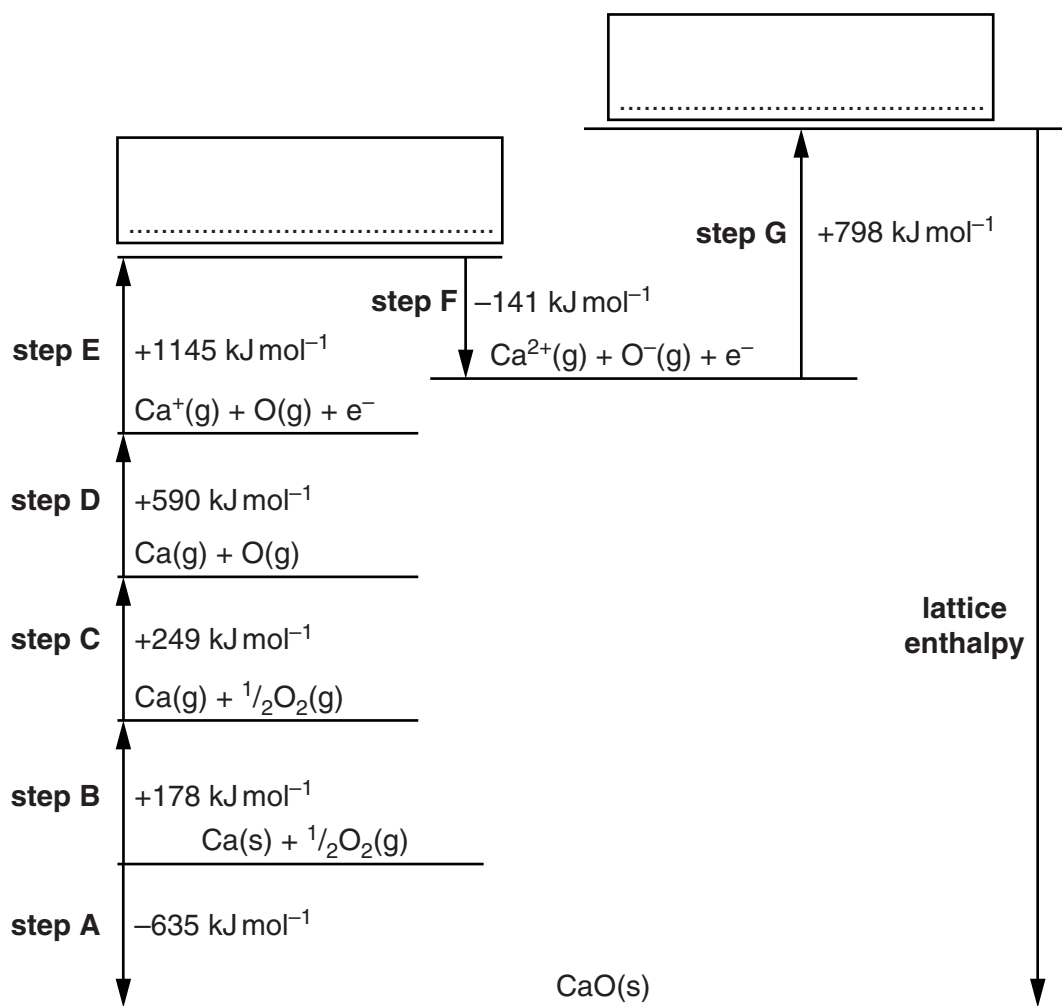 step G +798 kJ mol⁻¹
step F –141 kJ mol⁻¹
step E +1145 kJ mol⁻¹
Ca²⁺(g) + O⁻(g) + e⁻
Ca⁺(g) + O(g) + e⁻
step D +590 kJ mol⁻¹
Ca(g) + O(g)
lattice
enthalpy
step C +249 kJ mol⁻¹
Ca(g) + ¹/₂O₂(g)
step B +178 kJ mol⁻¹
Ca(s) + ¹/₂O₂(g)
step A –635 kJ mol⁻¹
CaO(s)